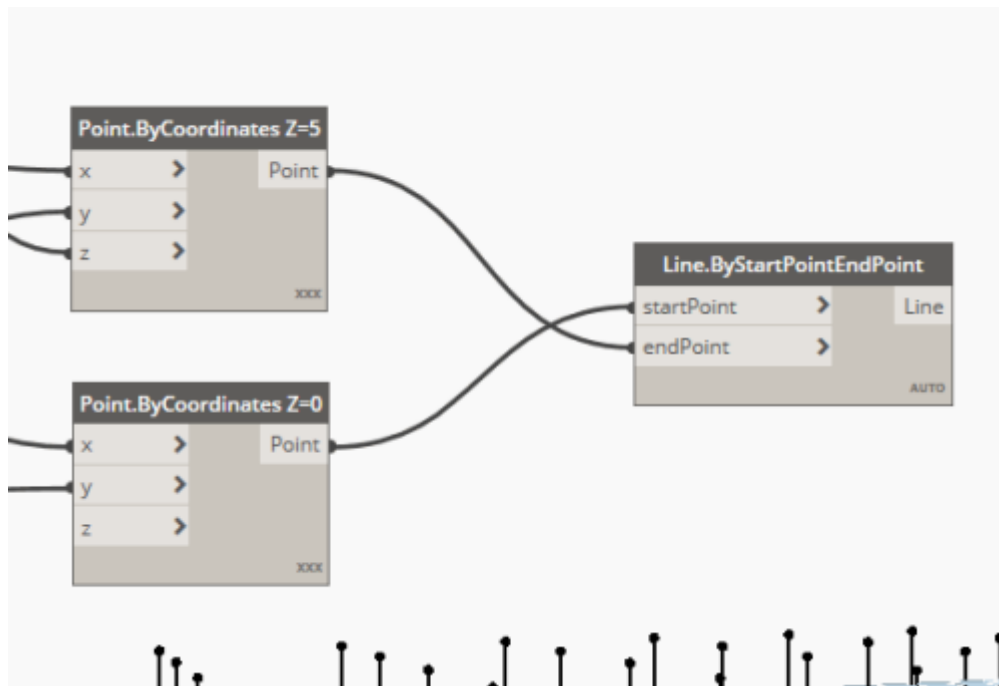 Point.ByCoordinates Z=5
x
Point
y
z
xxx
Line.ByStartPointEndPoint
startPoint
Line
endPoint
AUTO
Point.ByCoordinates Z=0
x
Point
y
z
xxx